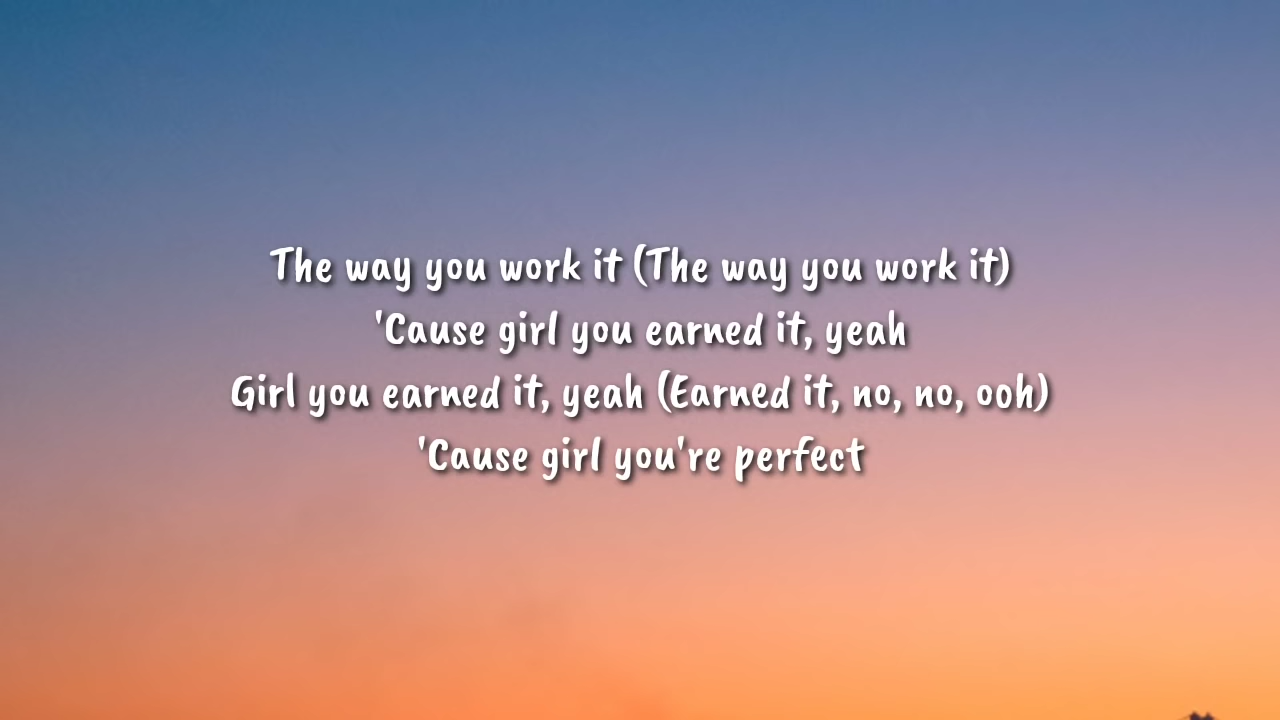 The way you work it (The way you work it)
'Cause girl you earned it, yeah
Girl you earned it, yeah (Earned it, no, no, ooh)
'Cause girl you're perfect